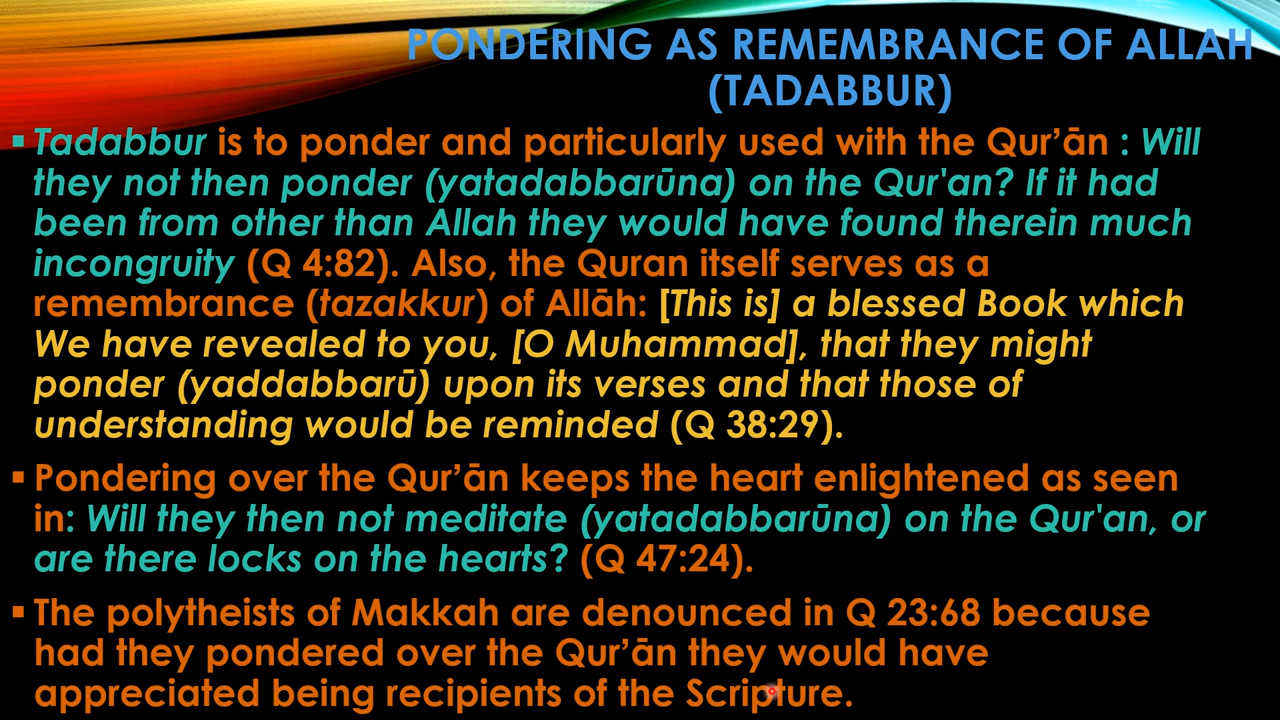 PONDERING AS REMEMBRANCE OF ALLAH
(TADABBUR)
▪ Tadabbur is to ponder and particularly used with the Qur’ān : Will
they not then ponder (yatadabbarūna) on the Qur'an? If it had
been from other than Allah they would have found therein much
incongruity (Q 4:82). Also, the Quran itself serves as a
remembrance (tazakkur) of Allāh: [This is] a blessed Book which
We have revealed to you, [O Muhammad], that they might
ponder (yaddabbarū) upon its verses and that those of
understanding would be reminded (Q 38:29).
▪ Pondering over the Qur’ān keeps the heart enlightened as seen
in: Will they then not meditate (yatadabbarūna) on the Qur'an, or
are there locks on the hearts? (Q 47:24).
▪ The polytheists of Makkah are denounced in Q 23:68 because
had they pondered over the Qur’ān they would have
appreciated being recipients of the Scripture.